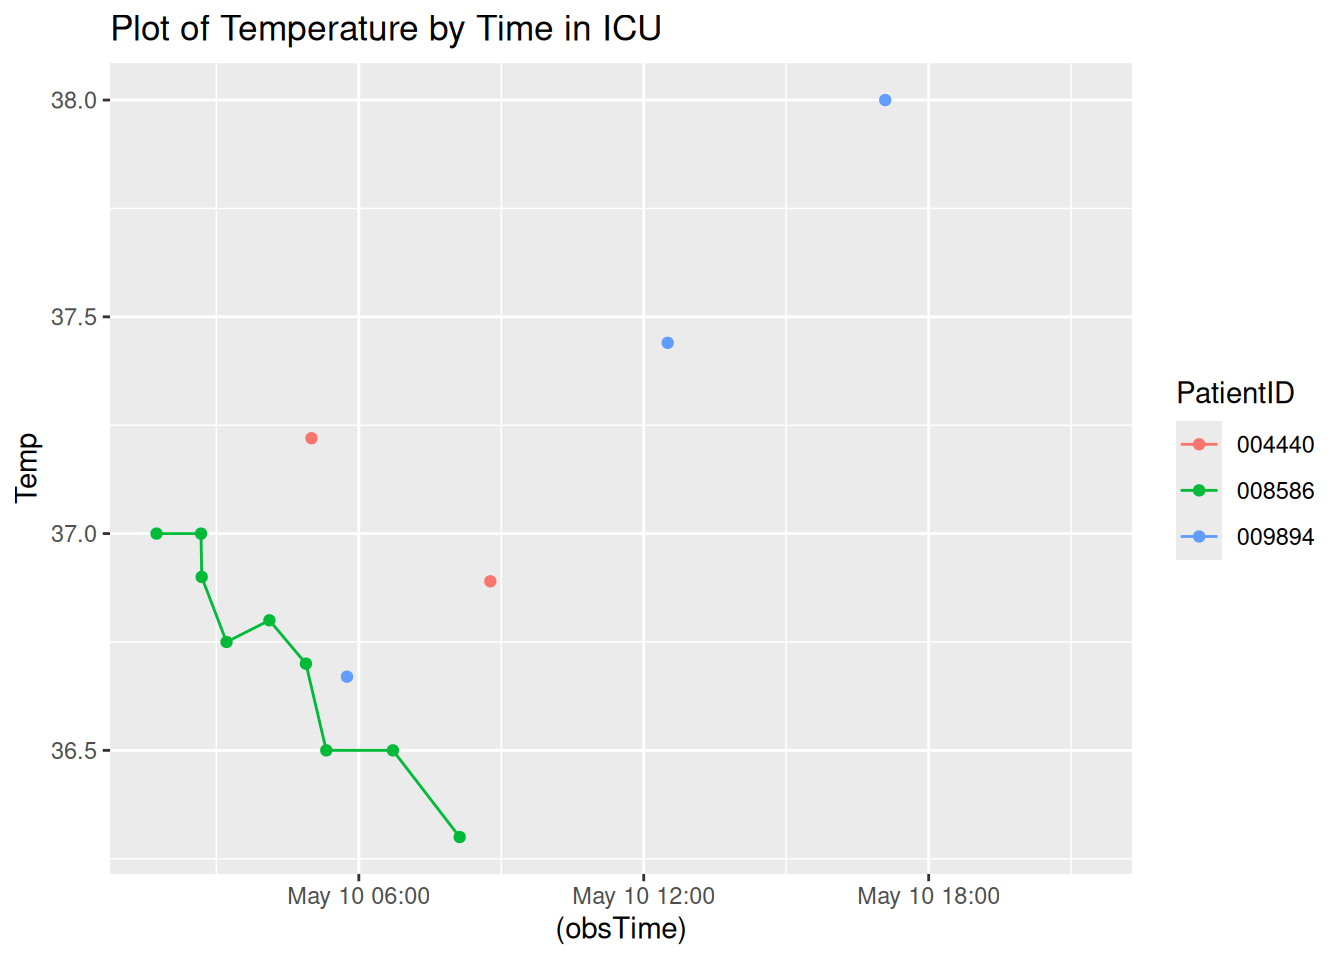 Plot of Temperature by Time in ICU
38.0
37.5
37.0
36.5
Temp
May 10 06:00
May 10 12:00
May 10 18:00
(obsTime)
PatientID
004440
008586
009894